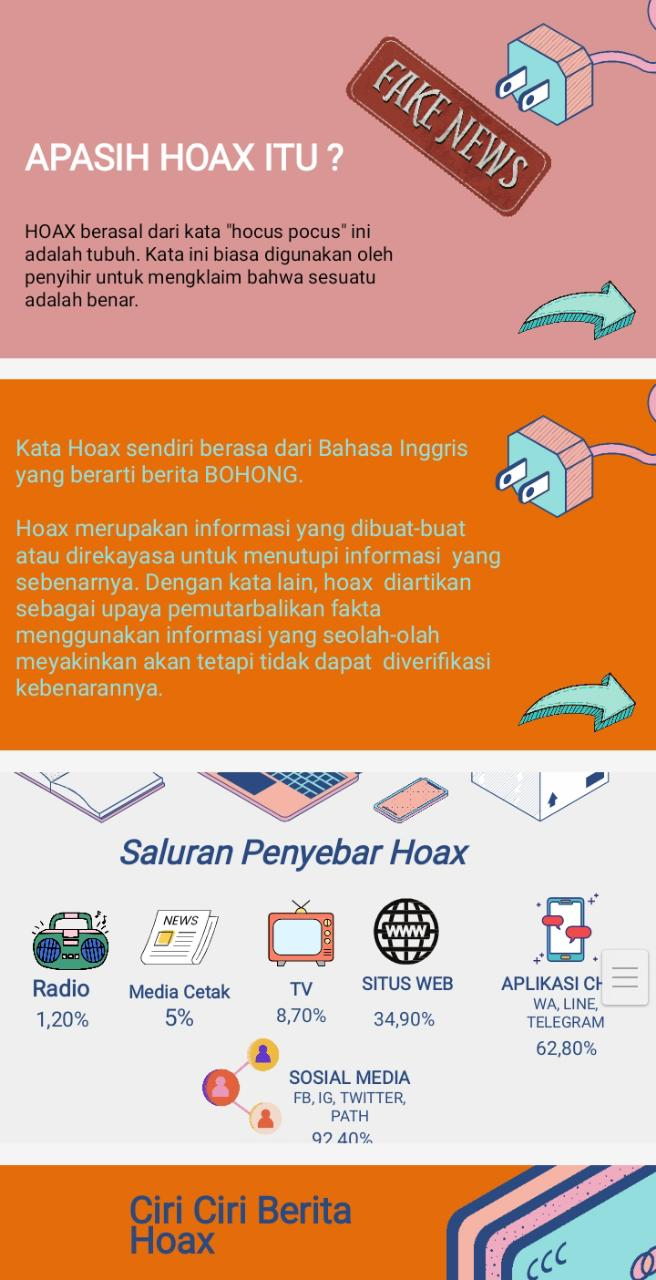 FAKE NEWS
APASIH HOAX ITU ?
HOAX berasal dari kata "hocus pocus" ini
adalah tubuh. Kata ini biasa digunakan oleh
penyihir untuk mengklaim bahwa sesuatu
adalah benar.
Kata Hoax sendiri berasa dari Bahasa Inggris
yang berarti berita BOHONG.
Hoax merupakan informasi yang dibuat-buat
atau direkayasa untuk menutupi informasi yang
sebenarnya. Dengan kata lain, hoax diartikan
sebagai upaya pemutarbalikan fakta
menggunakan informasi yang seolah-olah
meyakinkan akan tetapi tidak dapat diverifikasi
kebenarannya.
Saluran Penyebar Hoax
NEWS
WWW
Radio
1,20%
Media Cetak
5%
TV
8,70%
SITUS WEB
34,90%
APLIKASI
WA, LINE,
TELEGRAM
62,80%
SOSIAL MEDIA
FB, IG, TWITTER,
PATH
92,40%
Ciri Ciri Berita
Hoax